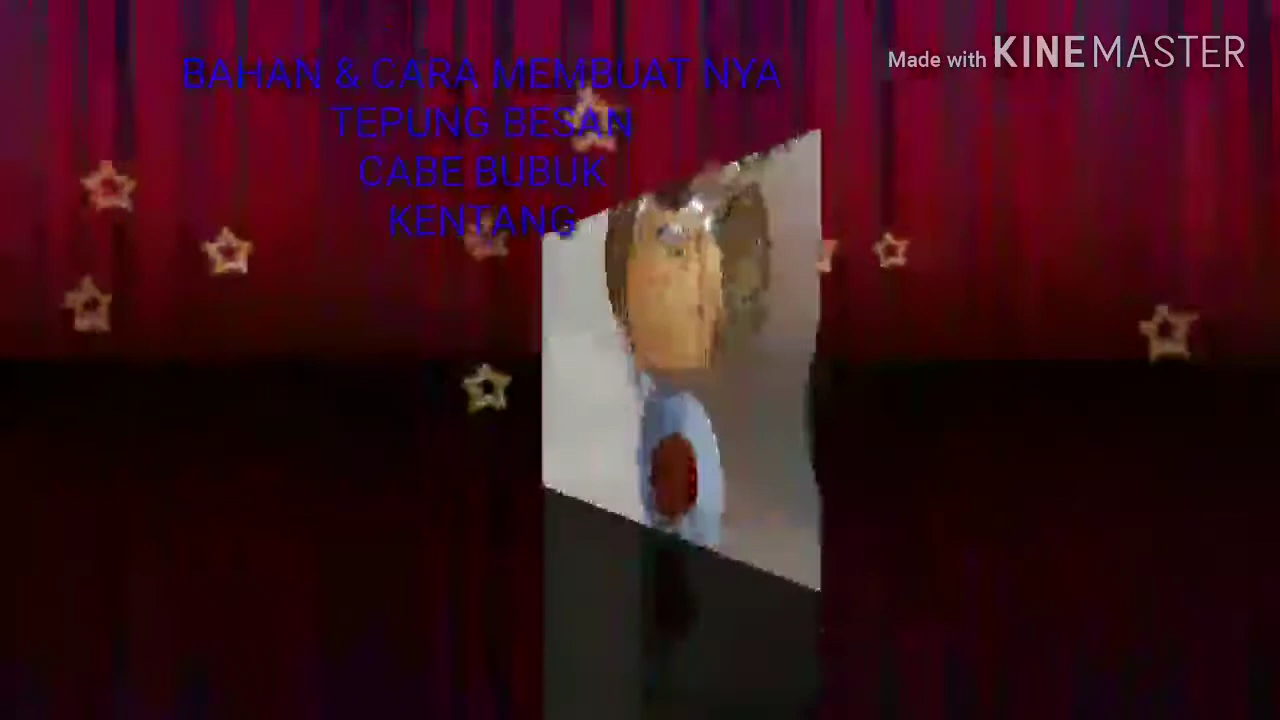 Made with KINEMASTER
BAHAN & CARA MEMBUAT NYA
TEPUNG BESAN
CABE BUBUK
KENTANG